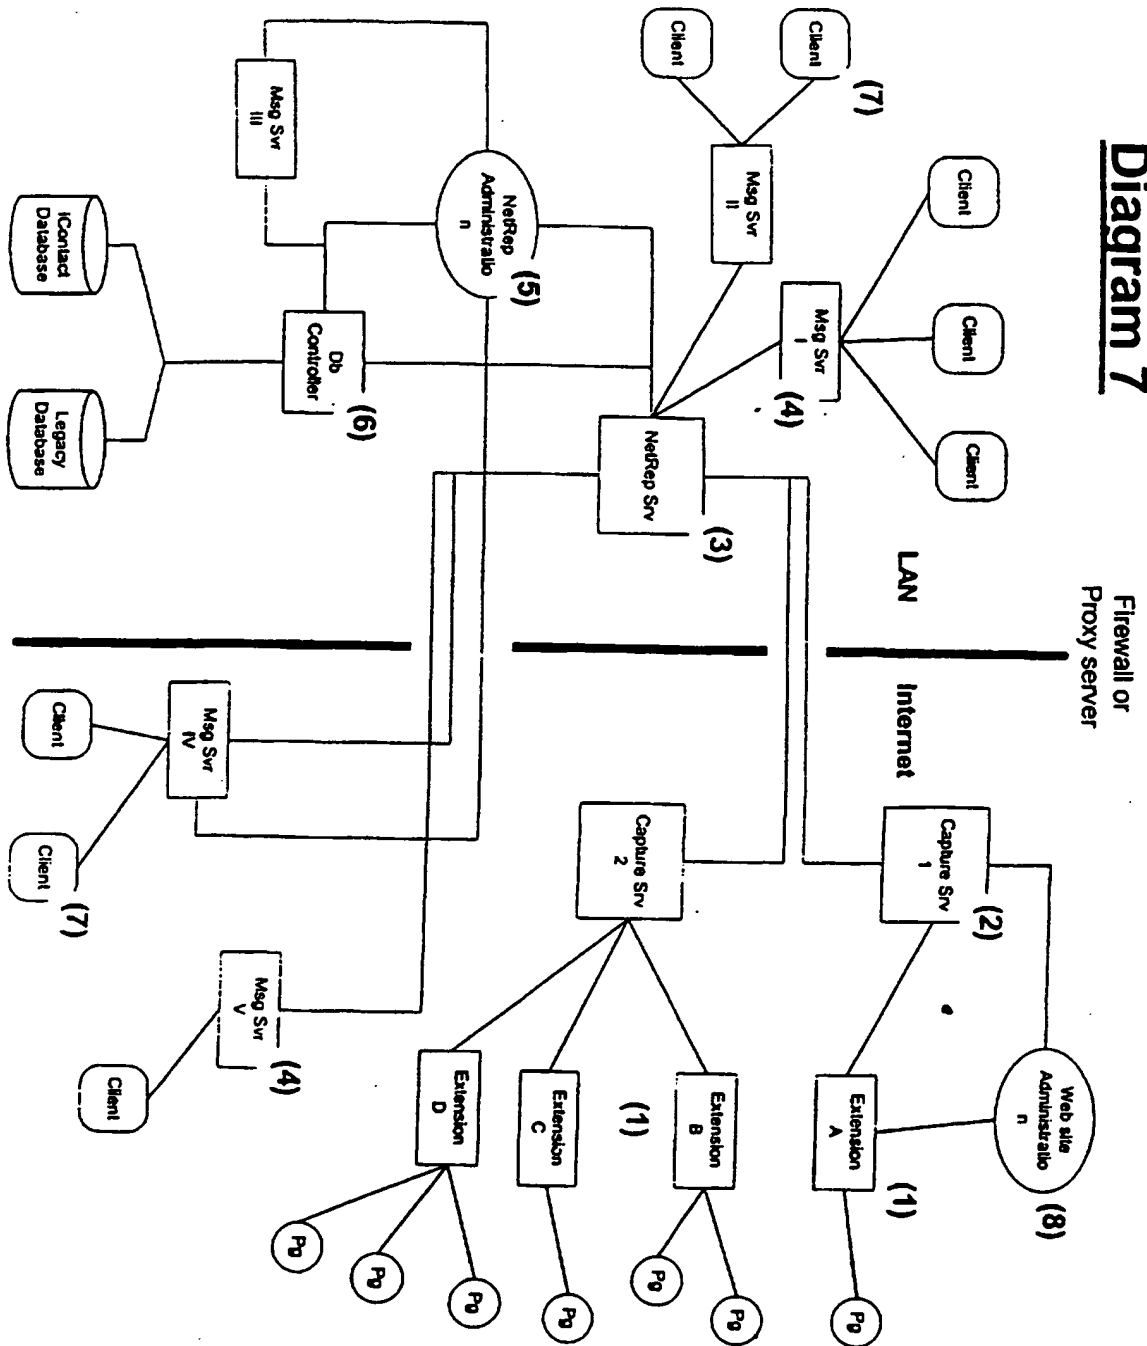 Diagram 7
Firewall or
Proxy server
LAN
Internet
Web site
Administratio
n
(8)
Client
Client
Client
Capture Srv
1
(2)
Extension
A
(1)
Pg
Client
(7)
Client
Msg Svr
I
(4)
Msg Svr
II
NetRep Srv
(3)
Capture Srv
2
Extension
B
(1)
Pg
Pg
Extension
C
Pg
Extension
D
Pg
Pg
Pg
NetRep
Administratio
n
(5)
Msg Svr
III
Db
Controller
(6)
Msg Svr
IV
Msg Svr
V
(4)
Client
Client
(7)
Client
iContact
Database
Legacy
Database